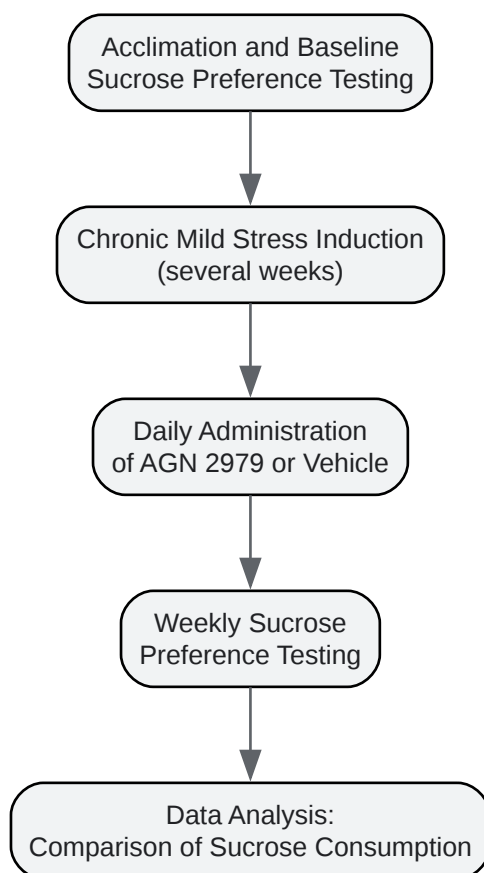 Acclimation and Baseline
Sucrose Preference Testing
Chronic Mild Stress Induction
(several weeks)
Daily Administration
of AGN 2979 or Vehicle
Weekly Sucrose
Preference Testing
Data Analysis:
Comparison of Sucrose Consumption